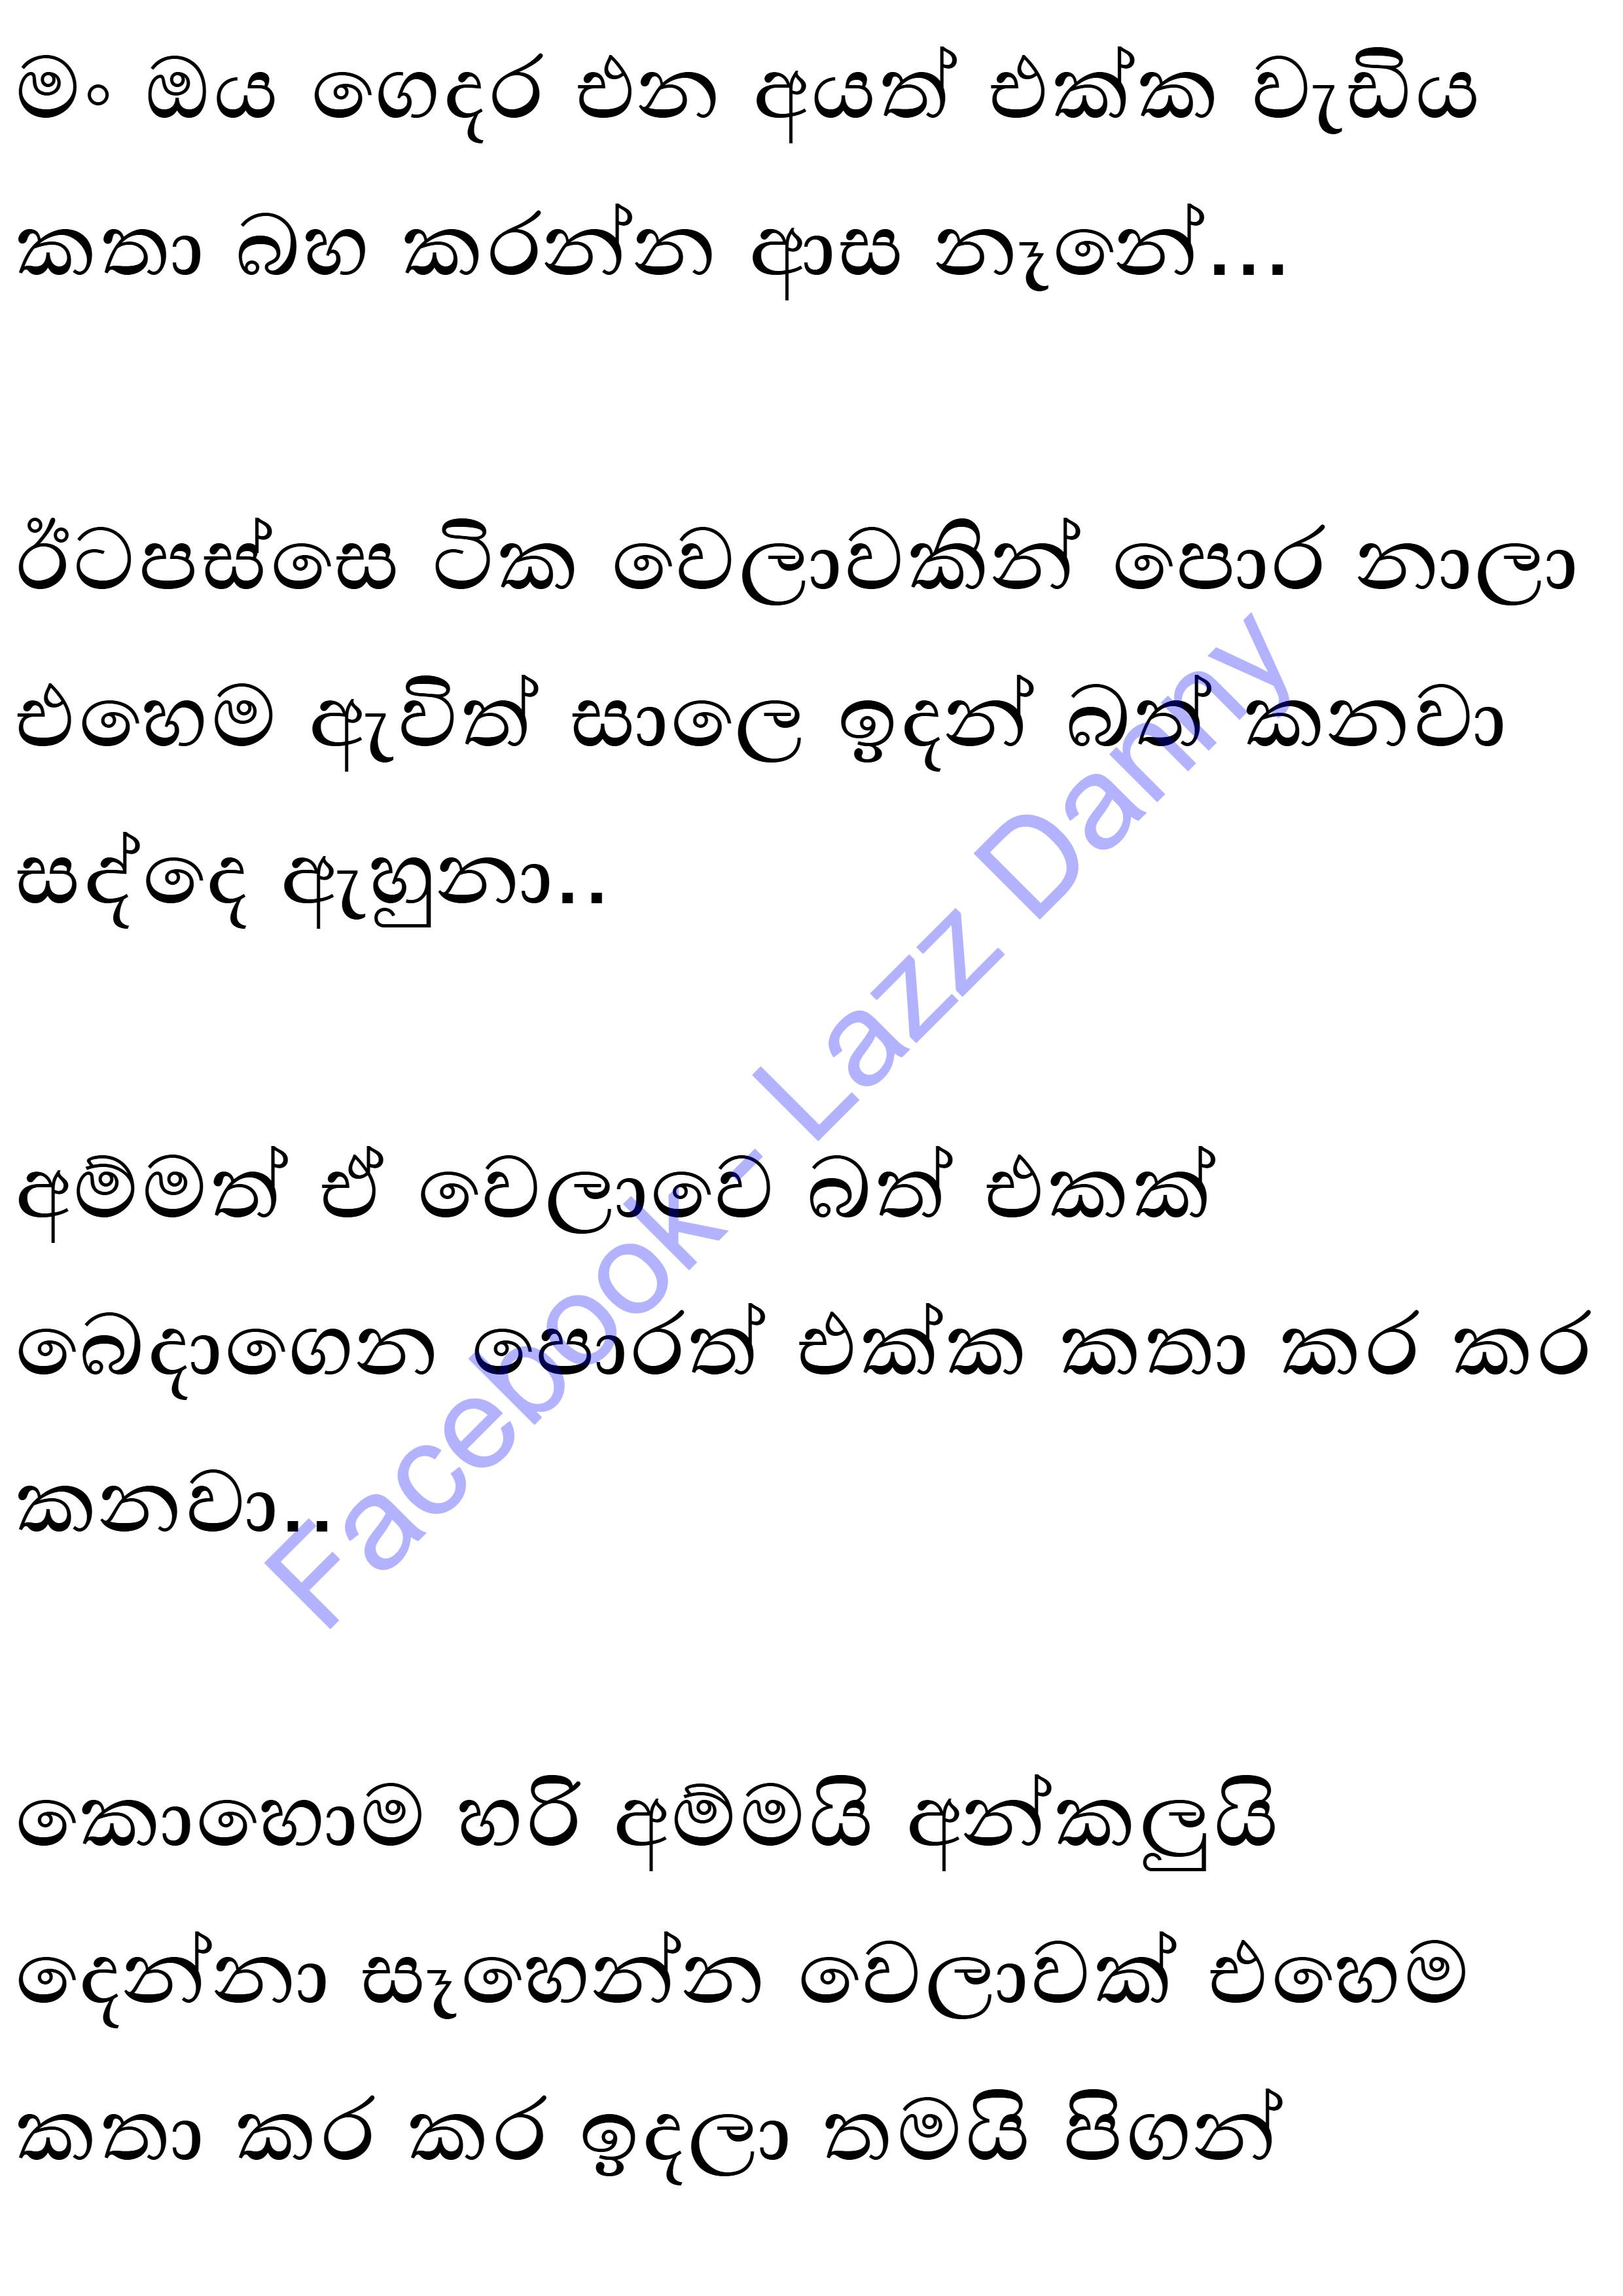 මං ඔය ගෙදර එන අයත් එක්ක වැඩිය
කතා බහ කරන්න ආස නෑනේ...
ඊටපස්සෙ ටික වෙලාවකින් පොර නාලා
එහෙම ඇවිත් සාලෙ ඉදන් බත් කනවා
සද්දෙ ඇහුනා..
අම්මත් ඒ වෙලාවෙ බත් එකක්
බෙදාගෙන පොරත් එක්ක කතා කර කර
කනවා..
කොහොම හරි අම්මයි අන්කලුයි
දෙන්නා සෑහෙන්න වෙලාවක් එහෙම
කතා කර කර ඉදලා තමයි පිගන්
Facebook - Lazz Danny